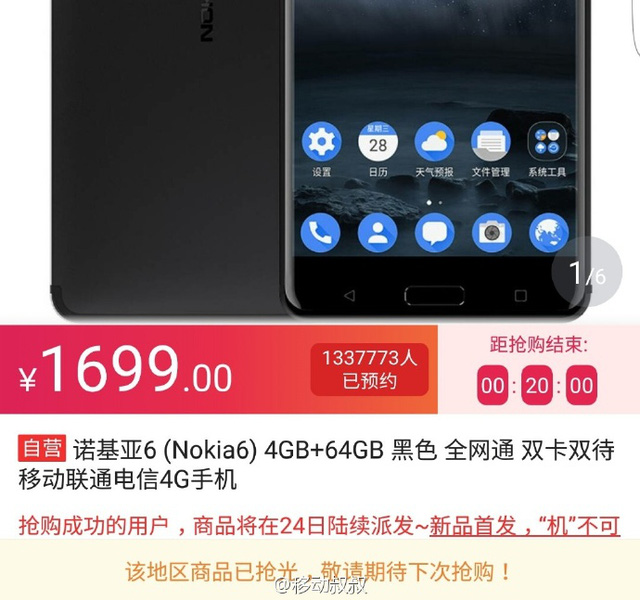 NOK
星期三
28
设置
日历
天气预报
文件管理
系统工具
1/6
¥1699.00
1337773人
已预约
距抢购结束:
00:20:00
自营 诺基亚6 (Nokia6) 4GB+64GB 黑色 全网通 双卡双待
移动联通电信4G手机
抢购成功的用户，商品将在24日陆续派发~新品首发，“机”不可
该地区商品已抢光，敬请期待下次抢购！
@移动叔叔